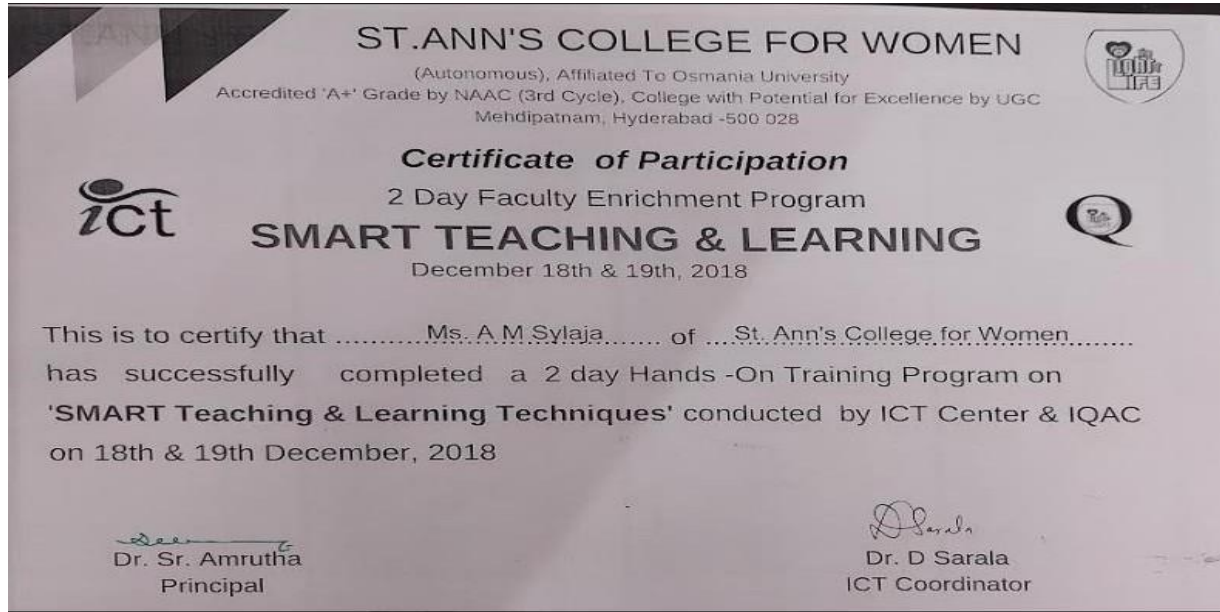 ST.ANN'S COLLEGE FOR WOMEN
(Autonomous), Affiliated To Osmania University
Accredited 'A+' Grade by NAAC (3rd Cycle), College with Potential for Excellence by UGC
Mehdipatnam, Hyderabad -500 028
Certificate of Participation
ict
2 Day Faculty Enrichment Program
SMART TEACHING & LEARNING
December 18th & 19th, 2018
This is to certify that ..........Ms. A M Sylaja....... of ....St. Ann's College for Women........
has successfully completed a 2 day Hands -On Training Program on
'SMART Teaching & Learning Techniques' conducted by ICT Center & IQAC
on 18th & 19th December, 2018
D Sarala
Dr. Sr. Amrutha
Principal
Dr. D Sarala
ICT Coordinator